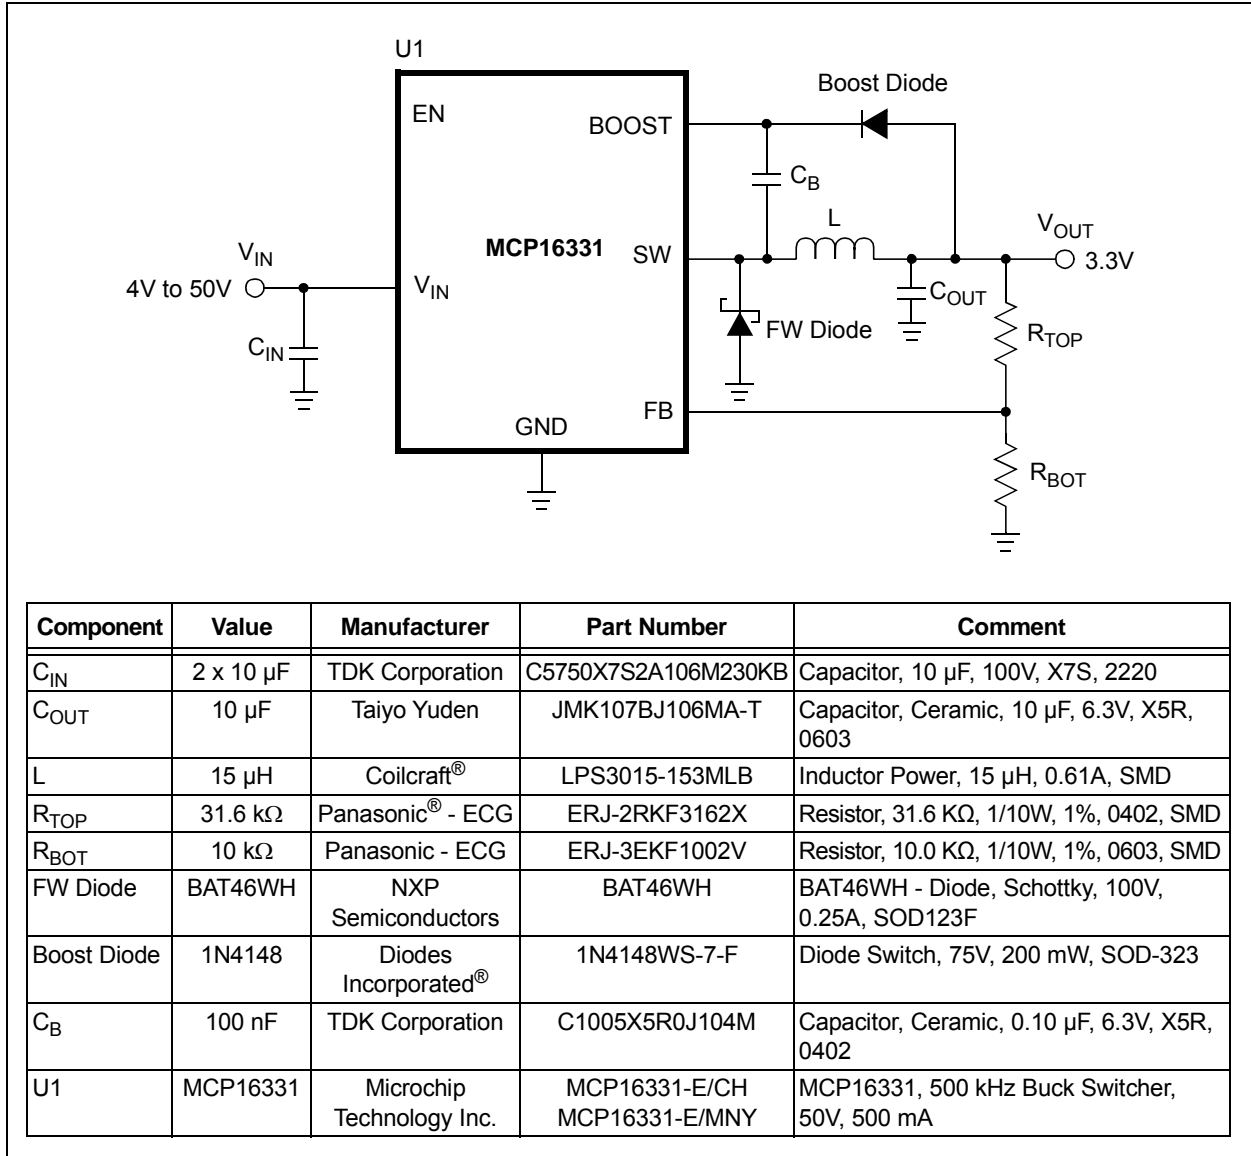 U1
EN
BOOST
Boost Diode
C_B
L
V_OUT
3.3V
MCP16331
SW
V_IN
4V to 50V
V_IN
C_IN
C_OUT
FW Diode
R_TOP
FB
GND
R_BOT
Component Value Manufacturer Part Number Comment
C_IN 2 x 10 µF TDK Corporation C5750X7S2A106M230KB Capacitor, 10 µF, 100V, X7S, 2220
C_OUT 10 µF Taiyo Yuden JMK107BJ106MA-T Capacitor, Ceramic, 10 µF, 6.3V, X5R,
0603
L 15 µH Coilcraft® LPS3015-153MLB Inductor Power, 15 µH, 0.61A, SMD
R_TOP 31.6 kΩ Panasonic® - ECG ERJ-2RKF3162X Resistor, 31.6 KΩ, 1/10W, 1%, 0402, SMD
R_BOT 10 kΩ Panasonic - ECG ERJ-3EKF1002V Resistor, 10.0 KΩ, 1/10W, 1%, 0603, SMD
FW Diode BAT46WH NXP BAT46WH BAT46WH - Diode, Schottky, 100V,
Semiconductors 0.25A, SOD123F
Boost Diode 1N4148 Diodes 1N4148WS-7-F Diode Switch, 75V, 200 mW, SOD-323
Incorporated®
C_B 100 nF TDK Corporation C1005X5R0J104M Capacitor, Ceramic, 0.10 µF, 6.3V, X5R,
0402
U1 MCP16331 Microchip MCP16331-E/CH MCP16331, 500 kHz Buck Switcher,
Technology Inc. MCP16331-E/MNY 50V, 500 mA